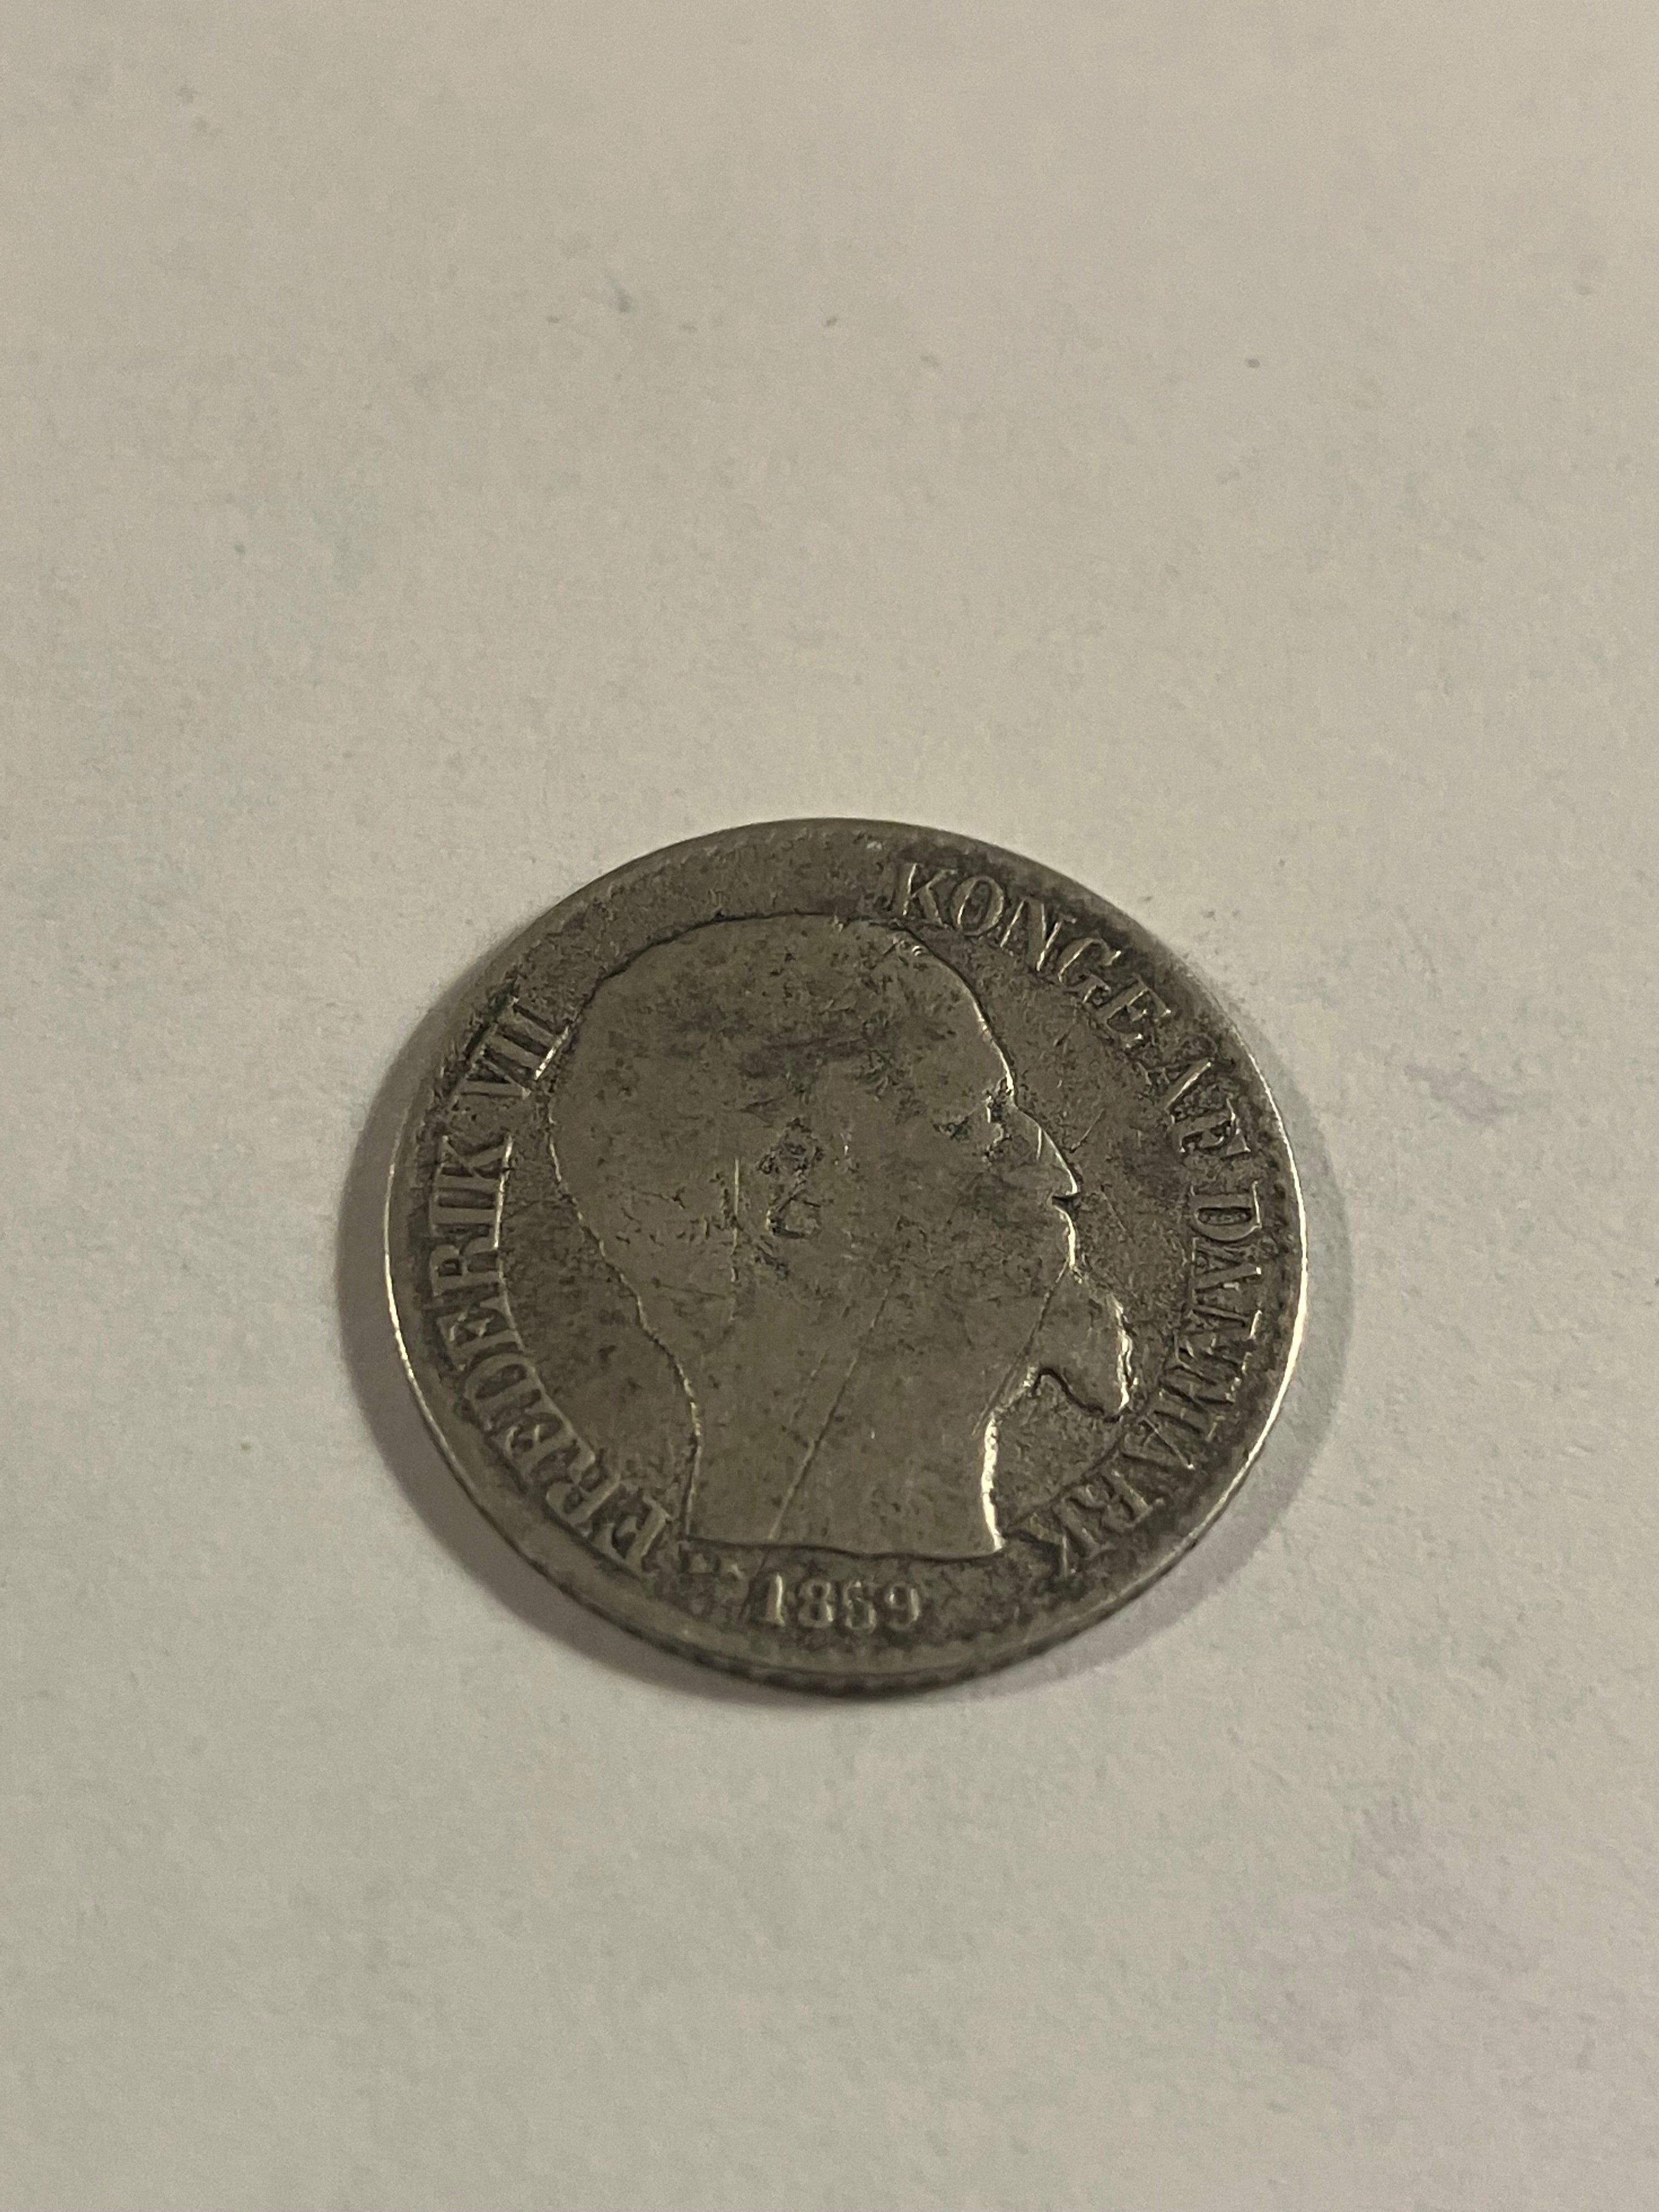 FREDERIK VII KONGE AF DANMARK
1859